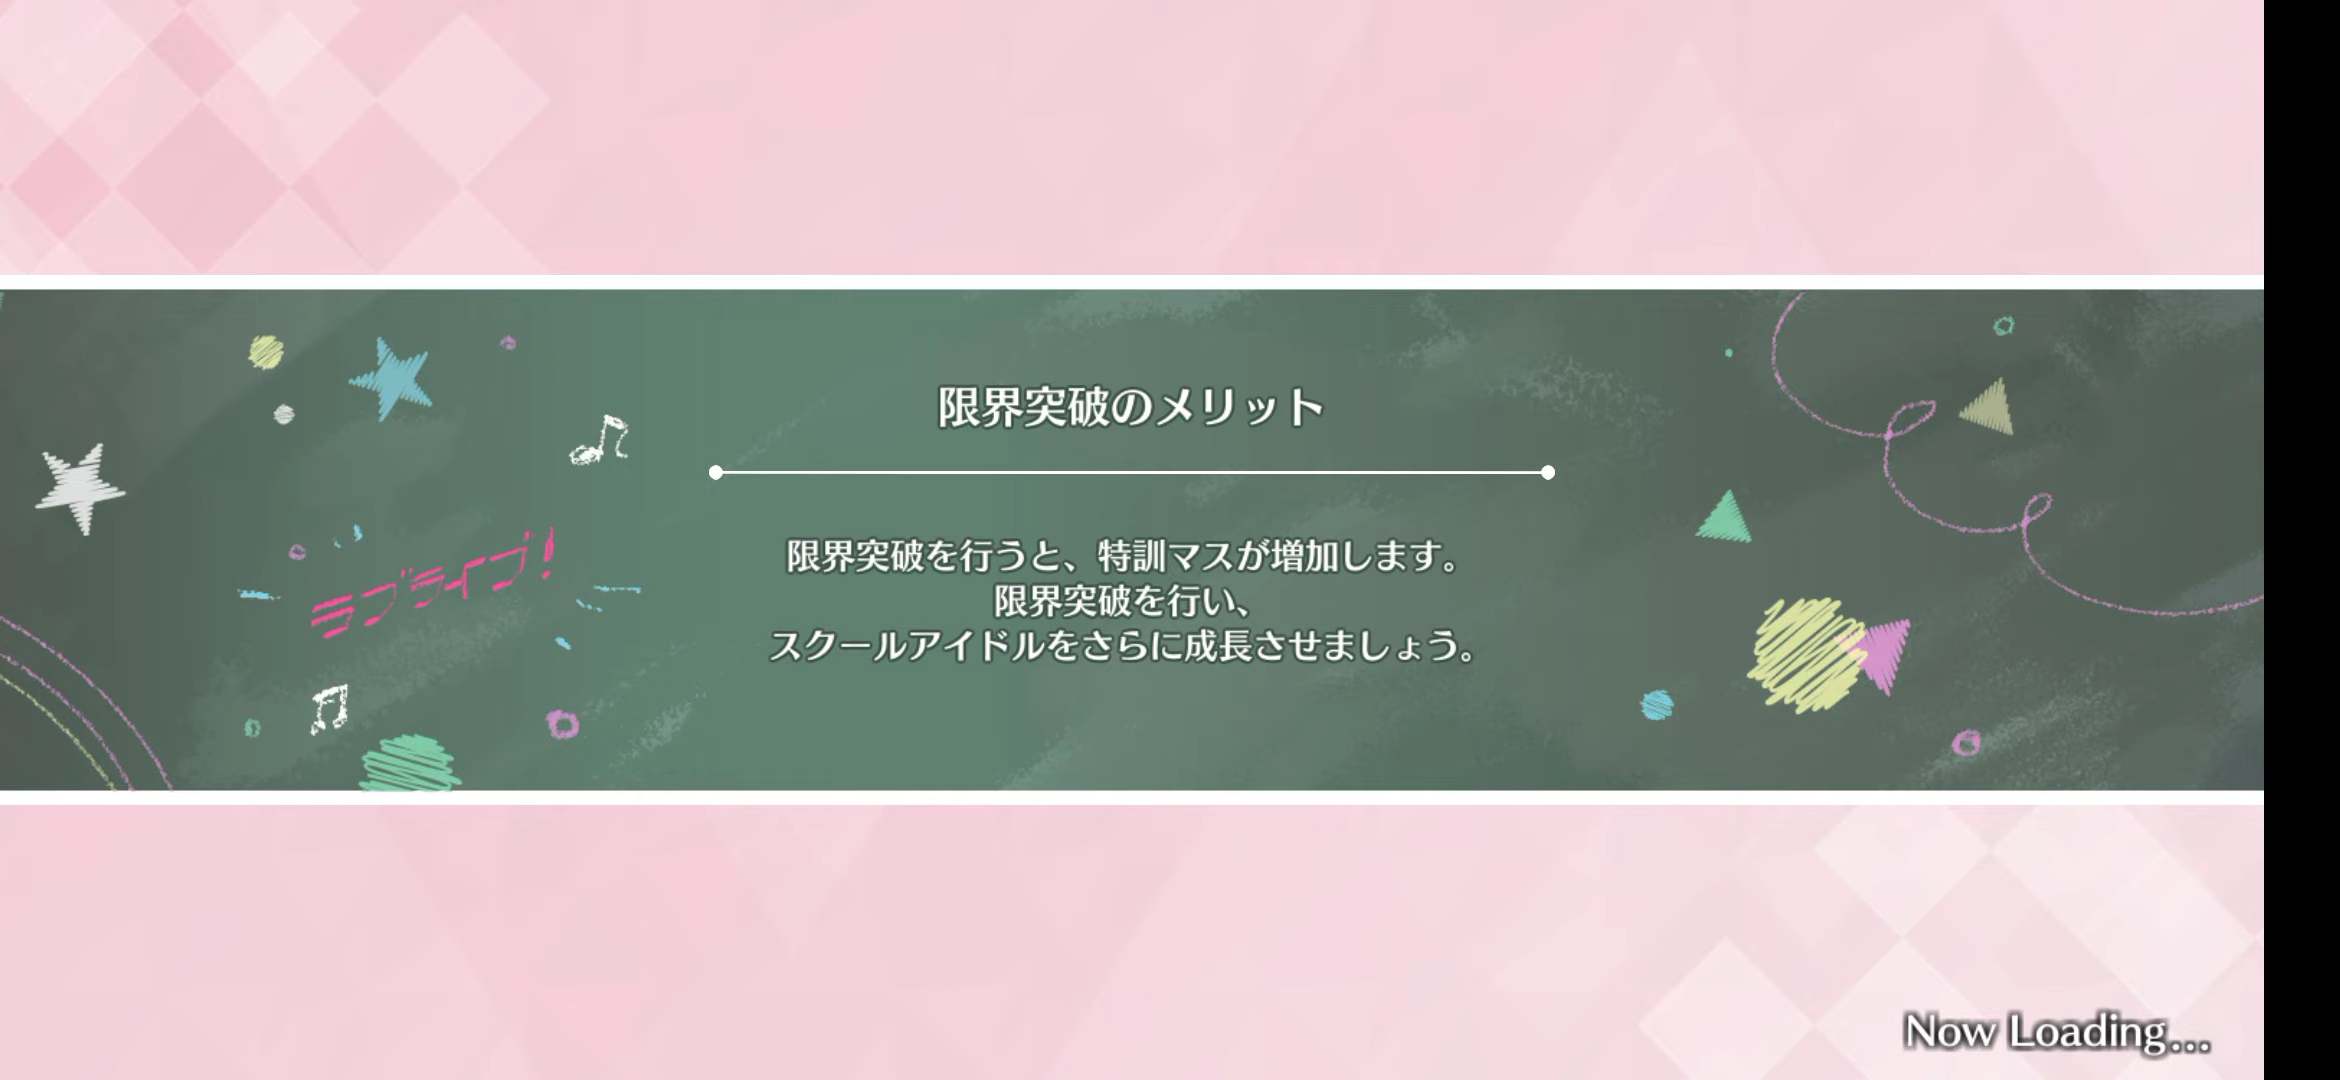 限界突破のメリット
限界突破を行うと、特訓マスが増加します。
限界突破を行い、
スクールアイドルをさらに成長させましょう。
ラブライブ!
Now Loading...